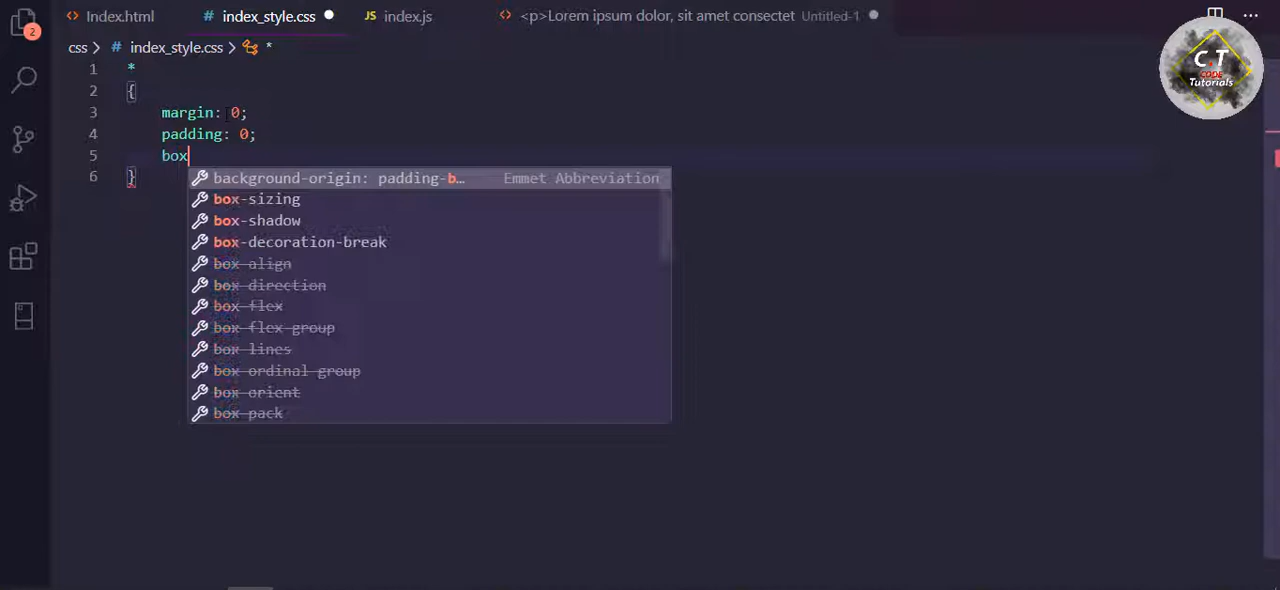 Index.html # index_style.css JS index.js <p>Lorem ipsum dolor, sit amet consectet Untitled-1 ...
2
css > # index_style.css > *
C.T
CODE
Tutorials
1 *
2 {
3 margin: 0;
4 padding: 0;
5 box
6 }
background-origin: padding-b... Emmet Abbreviation
box-sizing
box-shadow
box-decoration-break
box-align
box-direction
box-flex
box-flex-group
box-lines
box-ordinal-group
box-orient
box-pack